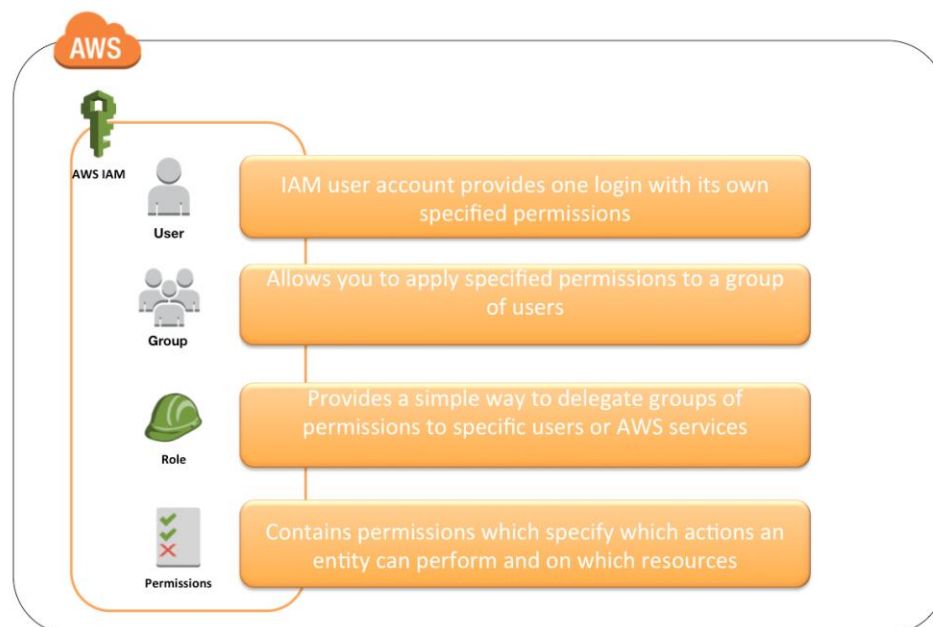 AWS
AWS IAM
User
IAM user account provides one login with its own
specified permissions
Group
Allows you to apply specified permissions to a group
of users
Role
Provides a simple way to delegate groups of
permissions to specific users or AWS services
Permissions
Contains permissions which specify which actions an
entity can perform and on which resources